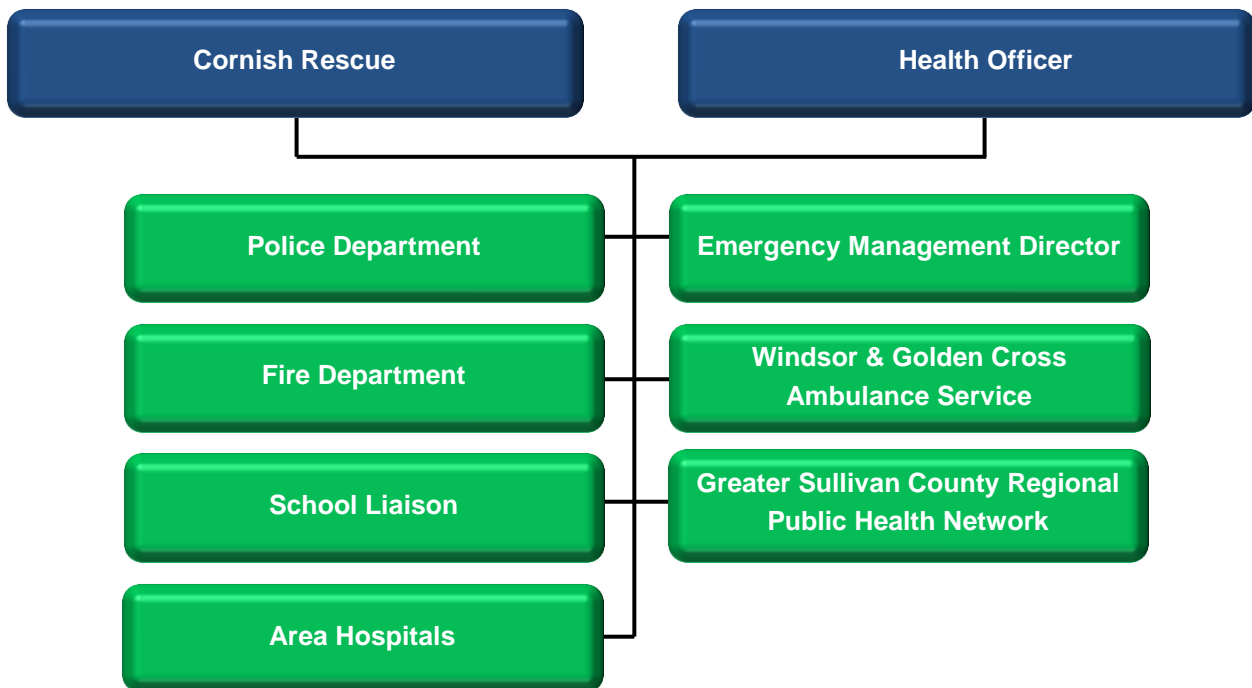 Cornish Rescue
Health Officer
Police Department
Emergency Management Director
Fire Department
Windsor & Golden Cross
Ambulance Service
School Liaison
Greater Sullivan County Regional
Public Health Network
Area Hospitals